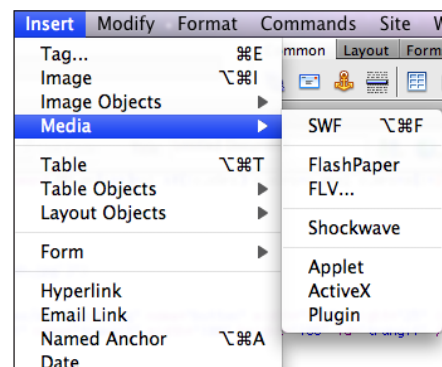 Insert Modify Format Commands Site
Tag... ⌘E
Image ⌥⌘I
Image Objects
Media
Table ⌥⌘T
Table Objects
Layout Objects
Form
Hyperlink
Email Link
Named Anchor ⌥⌘A
Date
mmon Layout Form
SWF ⌥⌘F
FlashPaper
FLV...
Shockwave
Applet
ActiveX
Plugin